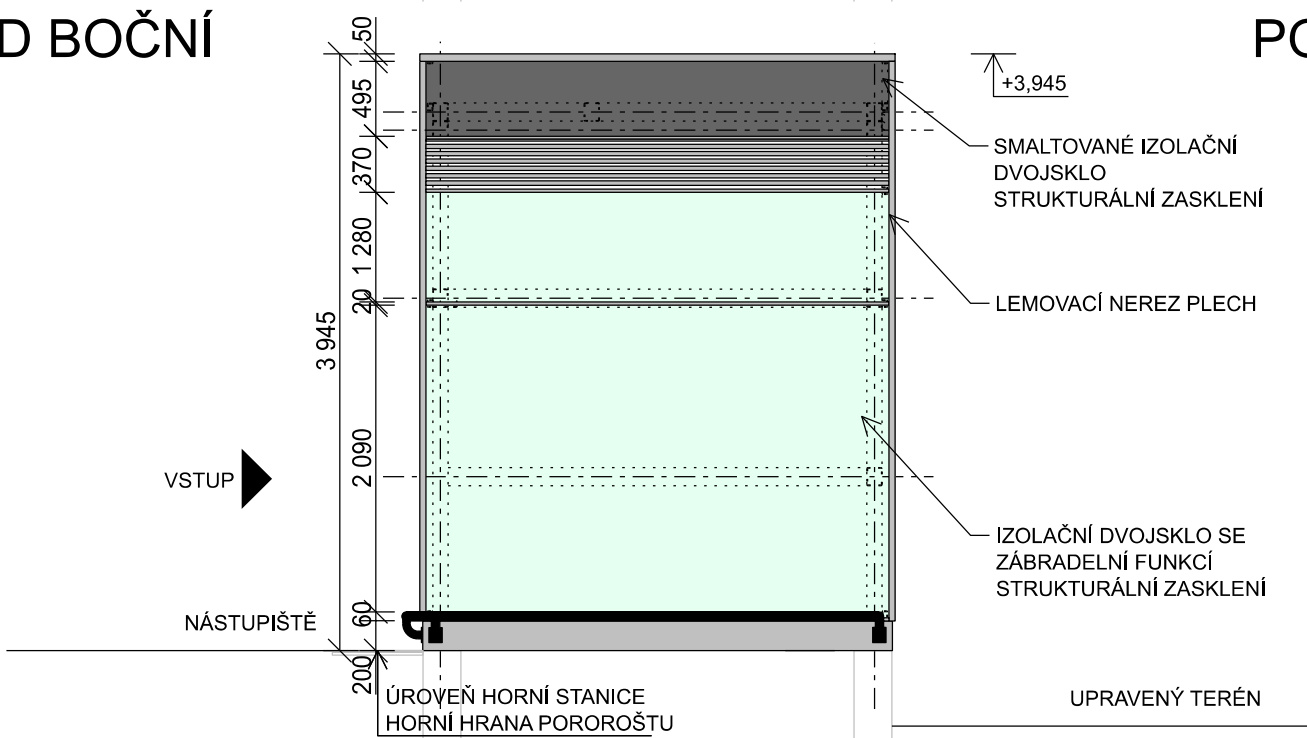 D BOČNÍ
PO
50
495
370
1 280
20
2 090
60
200
3 945
+3,945
SMALTOVANÉ IZOLAČNÍ
DVOJSKLO
STRUKTURÁLNÍ ZASKLENÍ
LEMOVACÍ NEREZ PLECH
VSTUP
IZOLAČNÍ DVOJSKLO SE
ZÁBRADELNÍ FUNKCÍ
STRUKTURÁLNÍ ZASKLENÍ
NÁSTUPIŠTĚ
ÚROVEŇ HORNÍ STANICE
HORNÍ HRANA POROROŠTU
UPRAVENÝ TERÉN